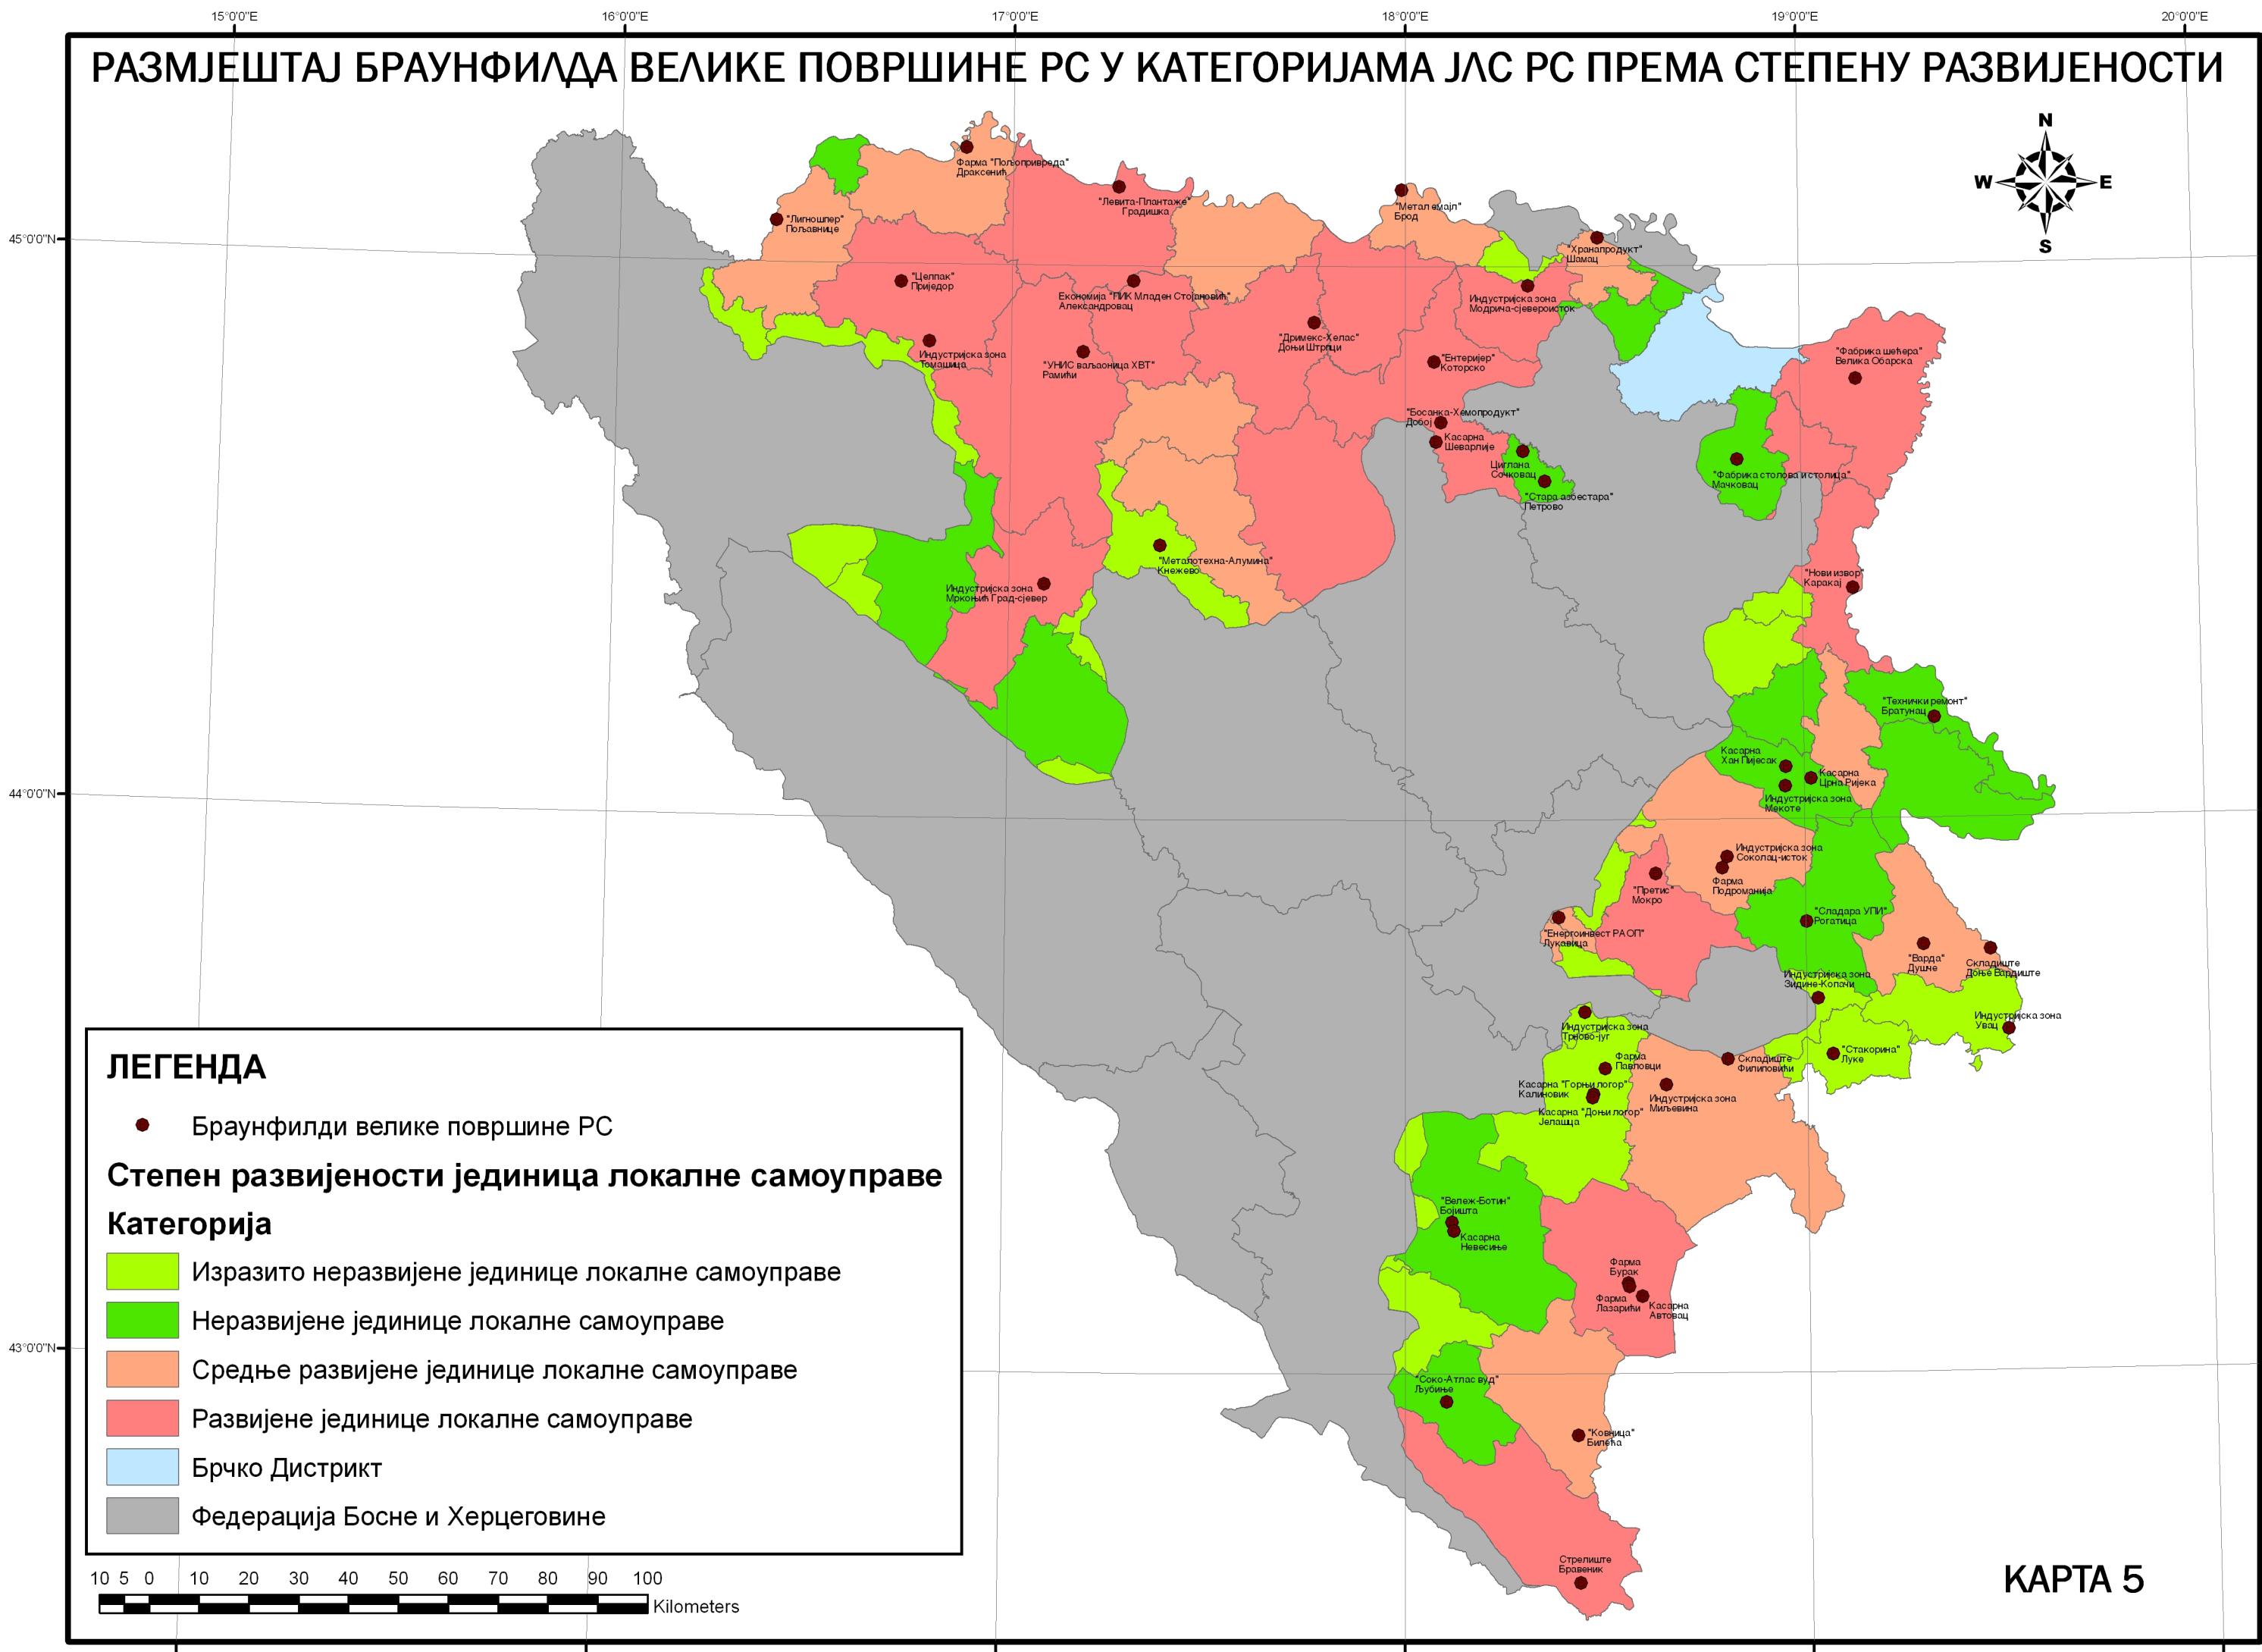 15°0'0"E
16°0'0"E
17°0'0"E
18°0'0"E
19°0'0"E
20°0'0"E
РАЗМЈЕШТАЈ БРАУНФИЛДА ВЕЛИКЕ ПОВРШИНЕ РС У КАТЕГОРИЈАМА ЈЛС РС ПРЕМА СТЕПЕНУ РАЗВИЈЕНОСТИ
N
W
E
S
45°0'0"N
44°0'0"N
43°0'0"N
Фарма "Пољопривреда"
Драксенић
"Лигношпер"
Пољавнице
"Левита-Плантаже"
Градишка
"Метал емајл"
Брод
"Хранапродукт"
Шамац
"Целпак"
Приједор
Економија "ПИК Младен Стојановић"
Александровац
Индустријска зона
Модрича-сјевероисток
Индустријска зона
Томашица
"УНИС ваљаоница ХВТ"
Рамићи
"Дримекс-Хелас"
Доњи Штрпци
"Ентеријер"
Которско
"Фабрика шећера"
Велика Обарска
"Босанка-Хемопродукт"
Добој
Касарна
Шеварлије
Циглана
Сочковац
"Стара азбестара"
Петрово
"Фабрика столова и столица"
Мачковац
"Металотехна-Алумина"
Кнежево
Индустријска зона
Мркоњић Град-сјевер
"Нови извор"
Каракај
"Технички ремонт"
Братунац
Касарна
Хан Пијесак
Касарна
Црна Ријека
Индустријска зона
Мекоте
Индустријска зона
Соколац-исток
Фарма
Подроманија
"Претис"
Мокро
"Сладара УПИ"
Рогатица
"Енергоинвест РАОП"
Лукавица
"Варда"
Душче
Складиште
Доње Вардиште
Индустријска зона
Зидине-Копачи
Индустријска зона
Увац
Индустријска зона
Трново-југ
"Стакорина"
Луке
Фарма
Павловци
Складиште
Филиповићи
Касарна "Горњи логор"
Калиновик
Индустријска зона
Миљевина
Касарна "Доњи логор"
Јелашца
"Вележ-Ботин"
Бојишта
Касарна
Невесиње
Фарма
Бурак
Фарма
Лазарићи
Касарна
Автовац
"Соко-Атлас вуд"
Љубиње
"Ковница"
Билећа
Стрелиште
Бравеник
ЛЕГЕНДА
Браунфилди велике површине РС
Степен развијености јединица локалне самоуправе
Категорија
Изразито неразвијене јединице локалне самоуправе
Неразвијене јединице локалне самоуправе
Средње развијене јединице локалне самоуправе
Развијене јединице локалне самоуправе
Брчко Дистрикт
Федерација Босне и Херцеговине
10 5 0 10 20 30 40 50 60 70 80 90 100
Kilometers
КАРТА 5